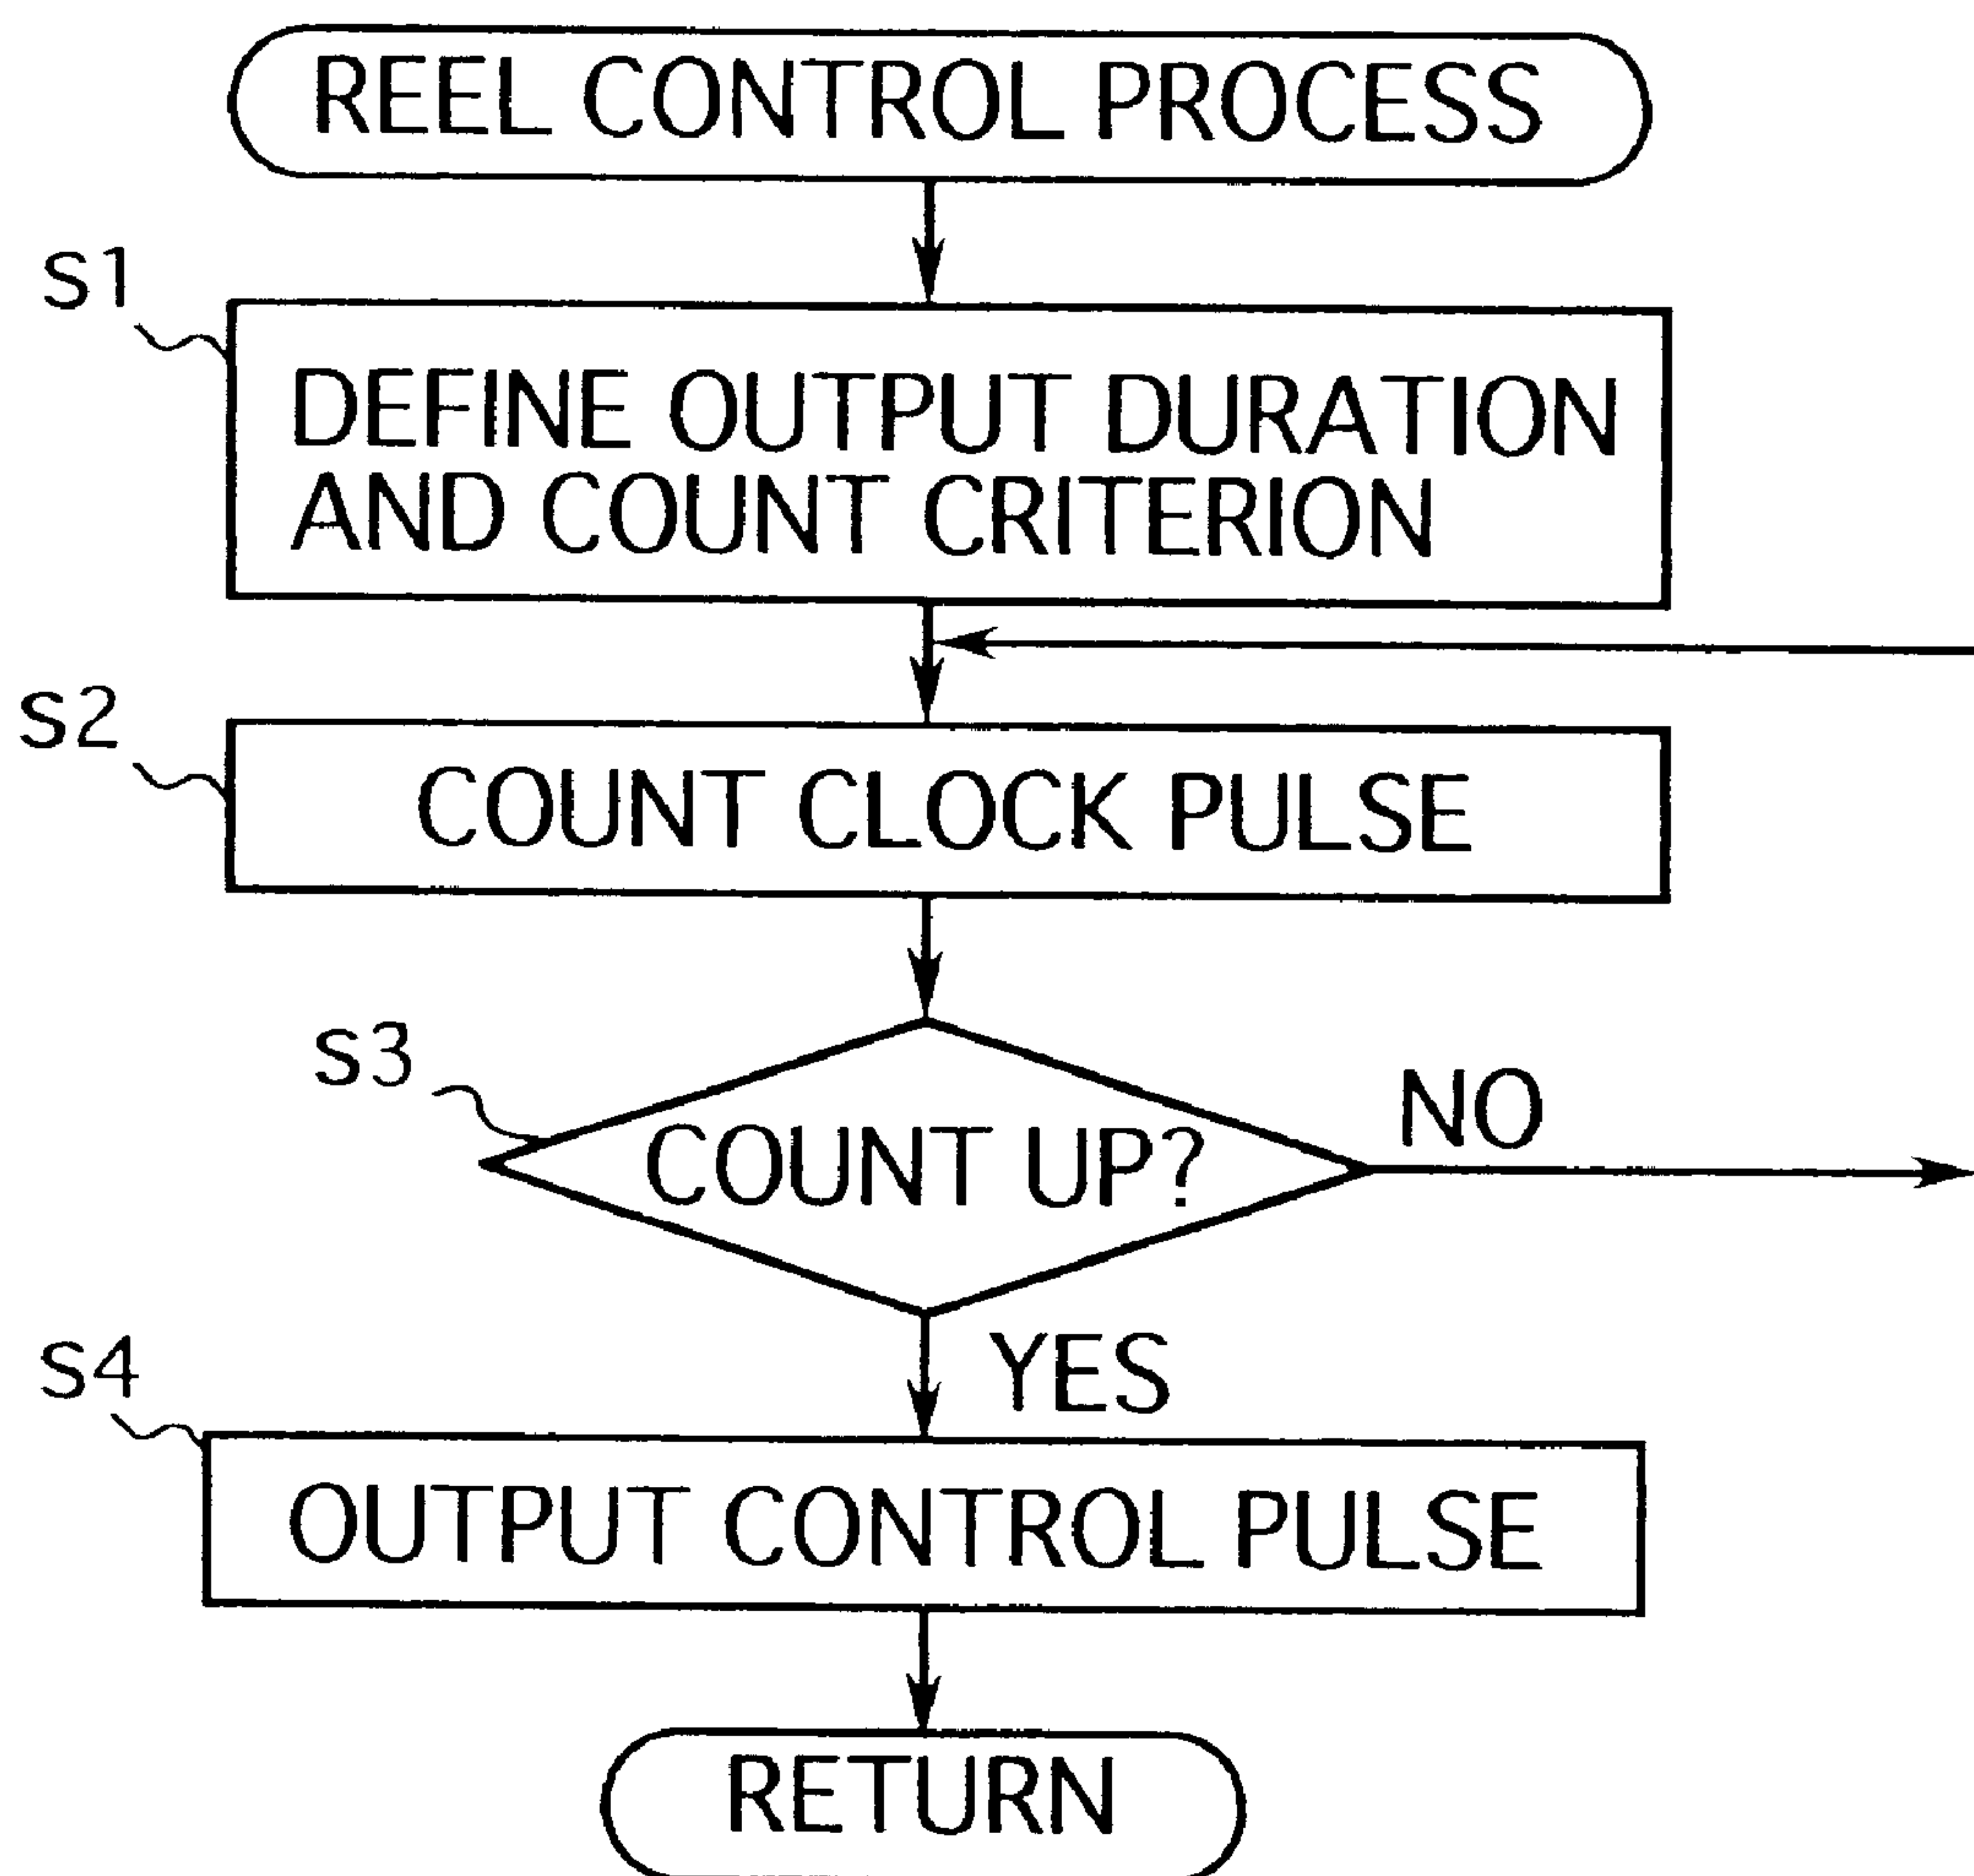 REEL CONTROL PROCESS
S1
DEFINE OUTPUT DURATION
AND COUNT CRITERION
S2
COUNT CLOCK PULSE
S3
COUNT UP?
NO
YES
S4
OUTPUT CONTROL PULSE
RETURN